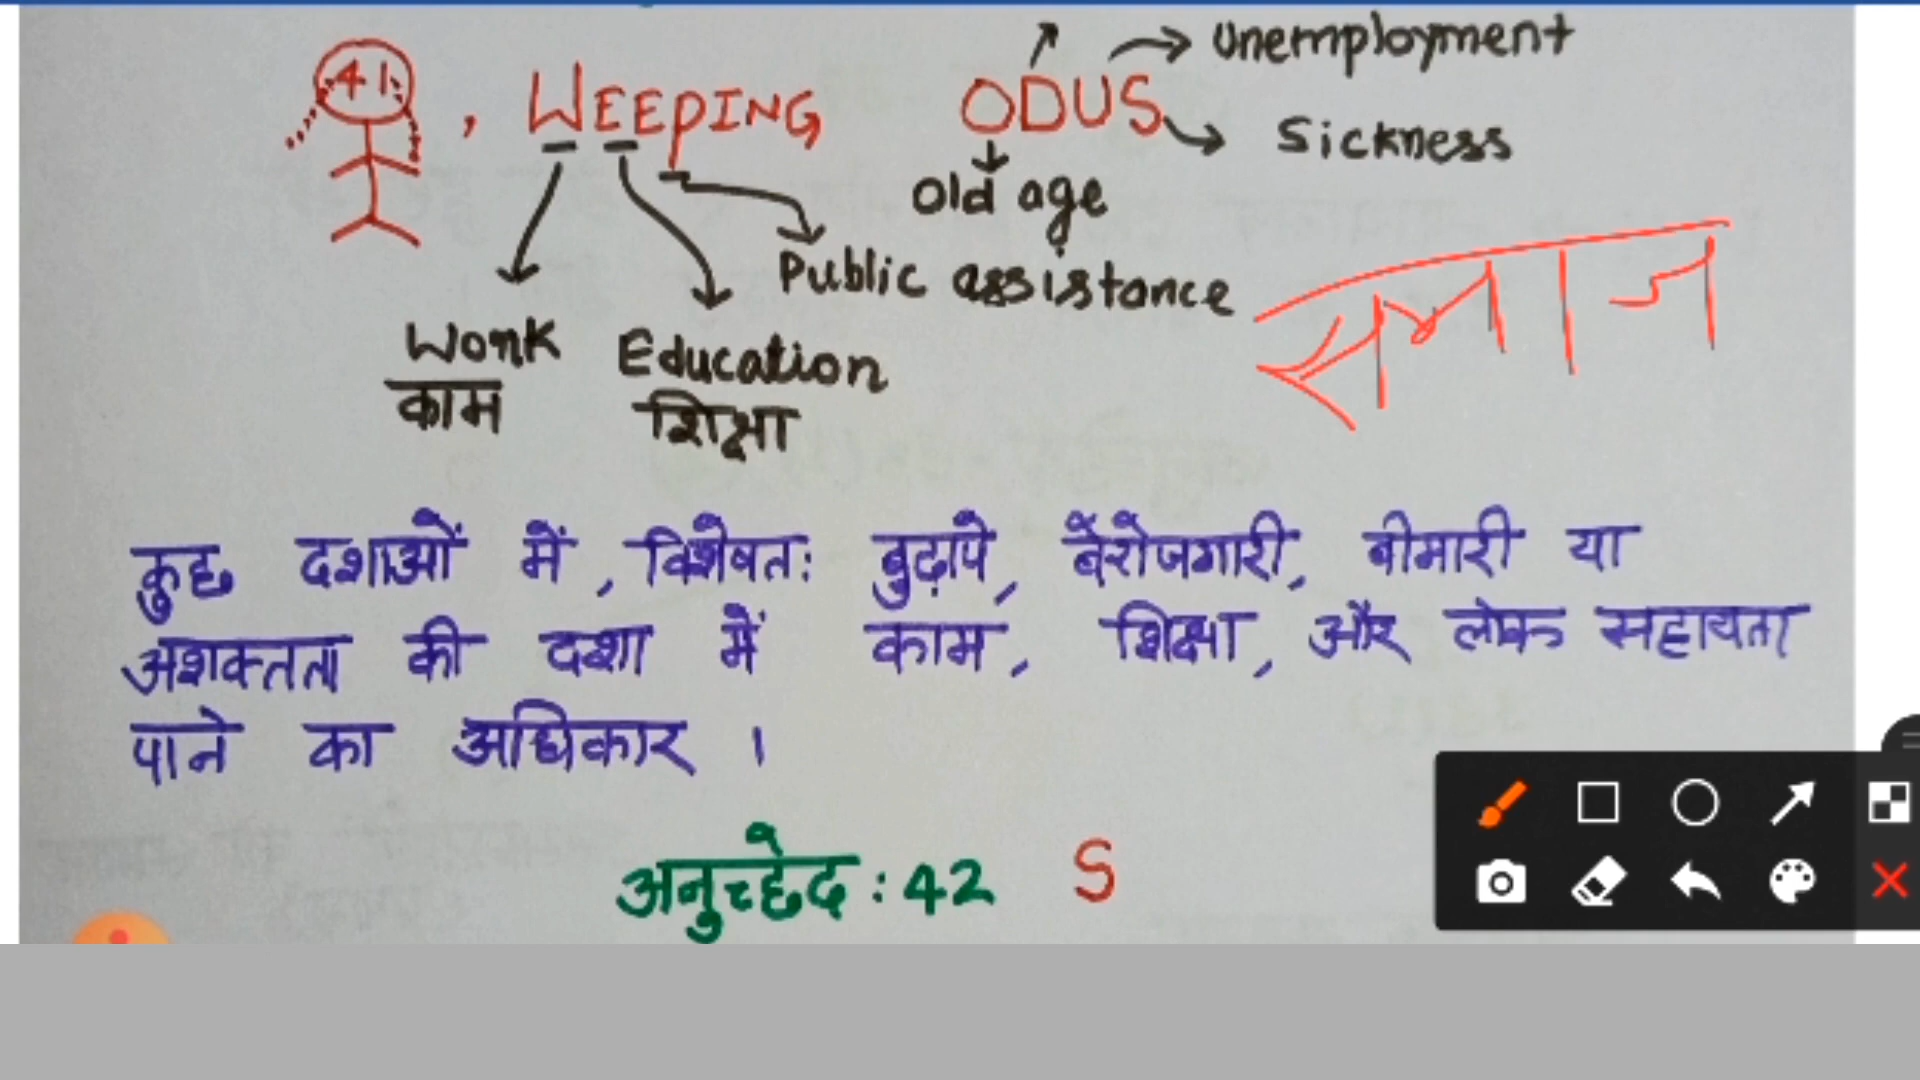 Unemployment
41, WEEPING ODUS
Sickness
Old age
Public assistance
समाज
Work Education
काम शिक्षा
कुछ दशाओं में, विशेषतः बुढ़ापे, बेरोजगारी, बीमारी या
अशक्तता की दशा में काम, शिक्षा, और लोक सहायता
पाने का अधिकार ।
अनुच्छेद : 42 S